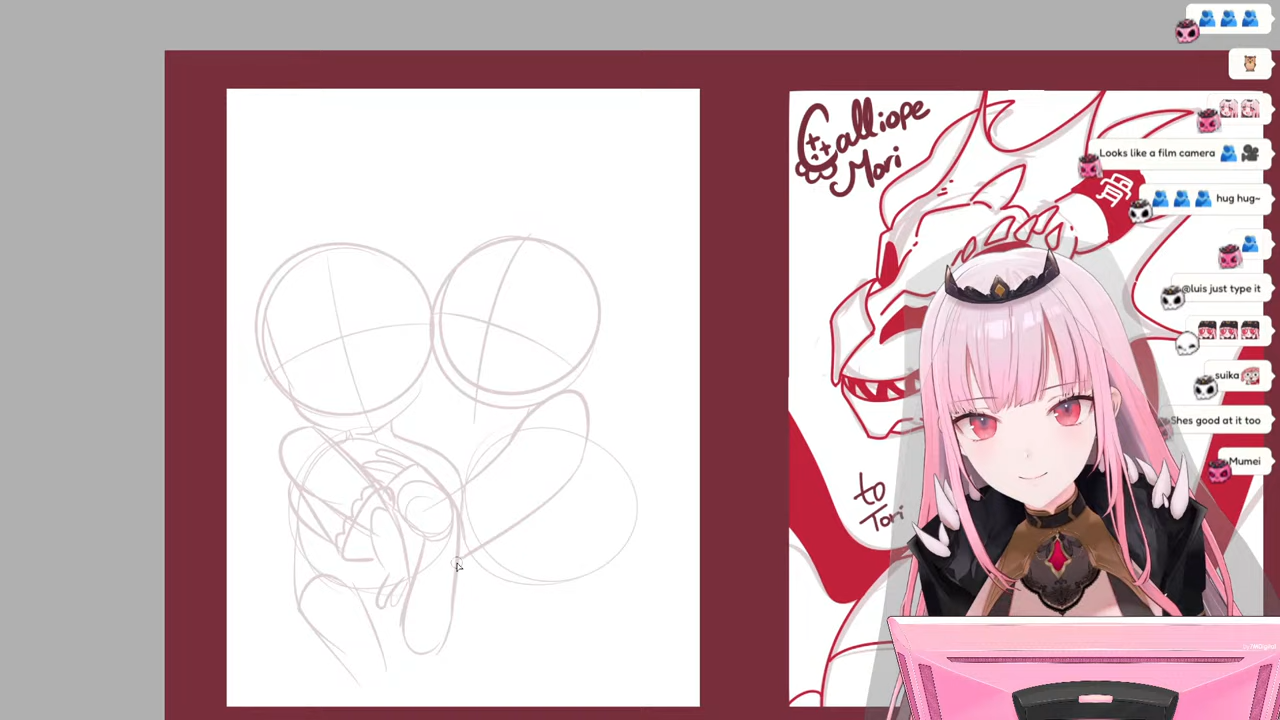 Calliope
Mori
骨
to
Tori
Looks like a film camera
hug hug~
@luis just type it
suika
Shes good at it too
Mumei